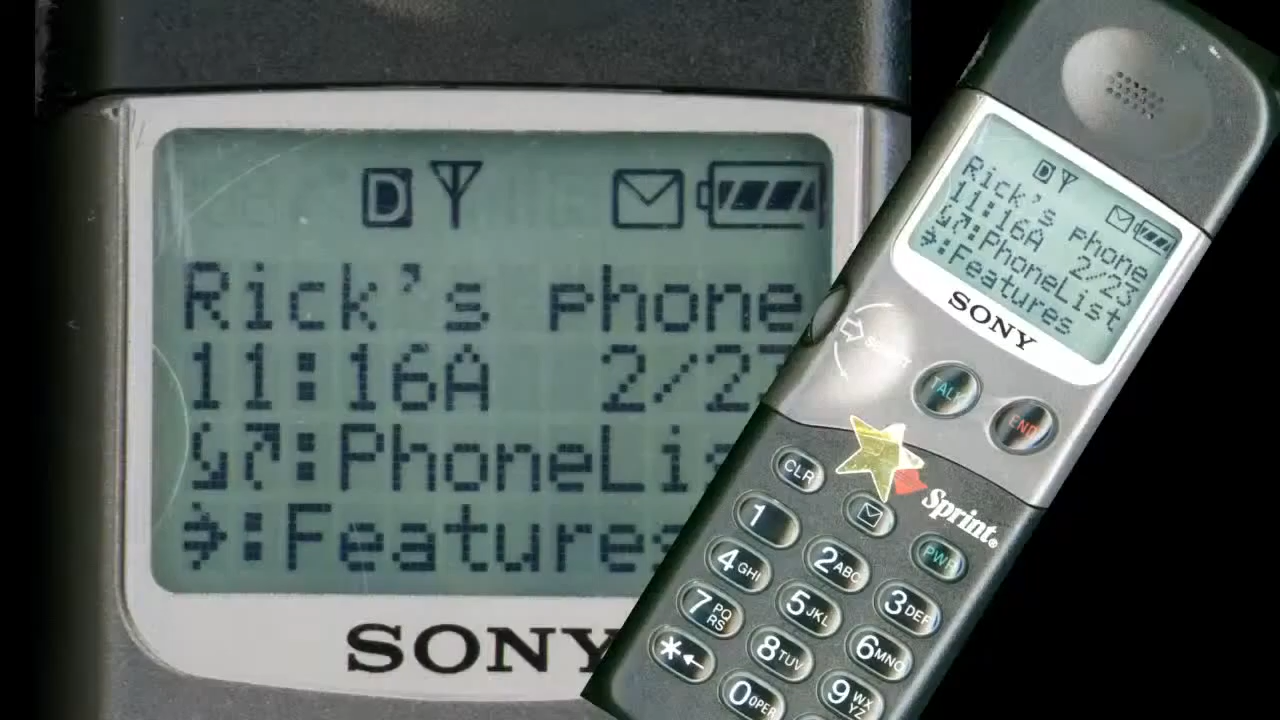 D
Rick's phone
11:16A 2/23
:PhoneList
:Features
SONY
D
Rick's phone
11:16A 2/23
:PhoneList
:Features
SONY
TALK
END
CLR
Sprint®
PWR
1
2ABC
3DEF
4GHI
5JKL
6MNO
7PQRS
8TUV
9WXYZ
*
0OPER